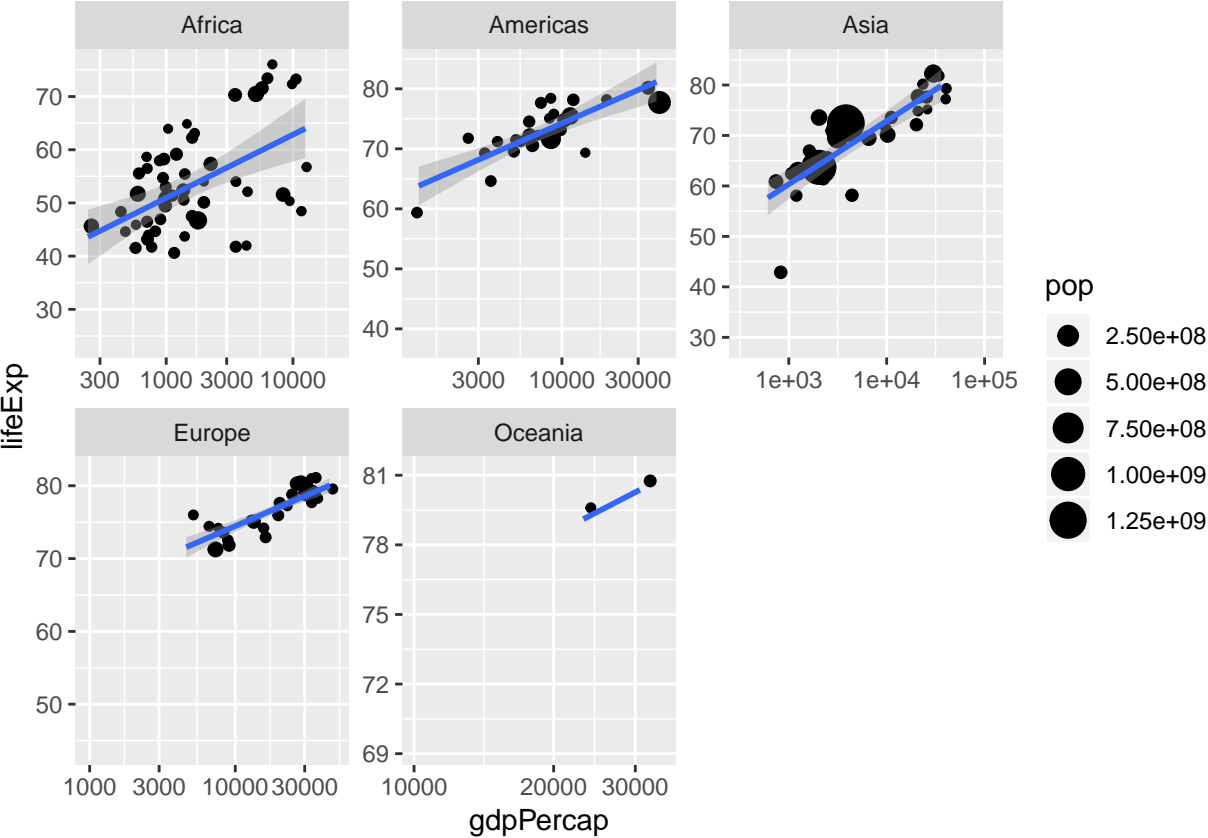 Africa
Americas
Asia
70
60
50
40
30
80
70
60
50
40
80
70
60
50
40
30
300 1000 3000 10000
3000 10000 30000
1e+03 1e+04 1e+05
lifeExp
Europe
Oceania
80
70
60
50
81
78
75
72
69
1000 3000 10000 30000
10000 20000 30000
gdpPercap
pop
2.50e+08
5.00e+08
7.50e+08
1.00e+09
1.25e+09